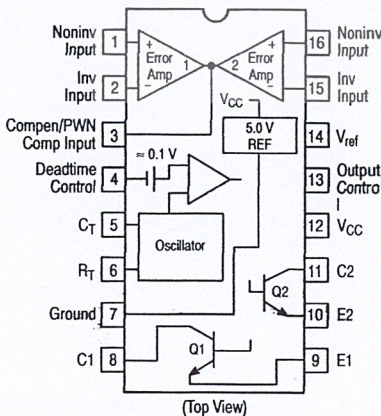 Noninv
Input
1
+
Error
Amp
−
1
Inv
Input
2
Compen/PWN
Comp Input
3
Deadtime
Control
4
≈ 0.1 V
CT
5
Oscillator
RT
6
Ground
7
C1
8
Q1
2
+
Error
Amp
−
16
Noninv
Input
15
Inv
Input
VCC
5.0 V
REF
14
Vref
13
Output
Contro
l
12
VCC
11
C2
Q2
10
E2
9
E1
(Top View)